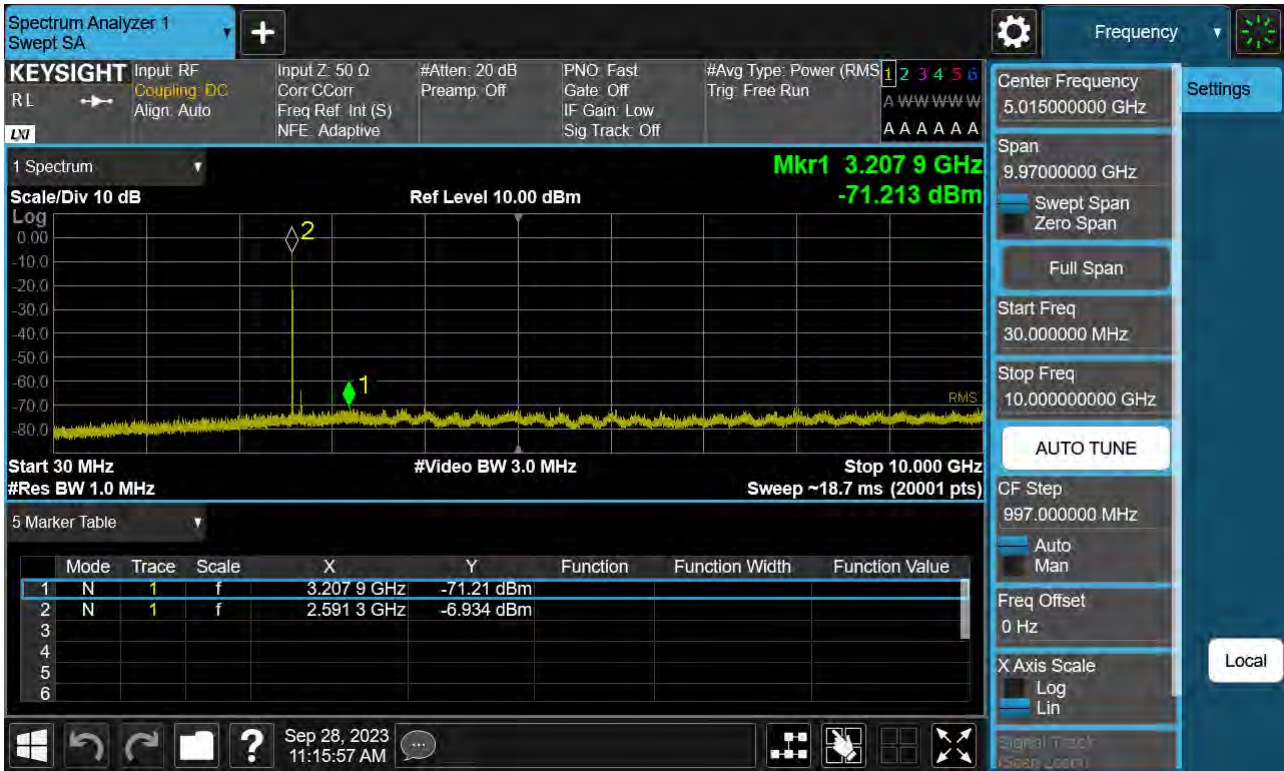 Spectrum Analyzer 1
Swept SA
Frequency
KEYSIGHT
RL
LXI
Input: RF
Coupling: DC
Align: Auto
Input Z: 50 Ω
Corr CCorr
Freq Ref: Int (S)
NFE: Adaptive
#Atten: 20 dB
Preamp: Off
PNO: Fast
Gate: Off
IF Gain: Low
Sig Track: Off
#Avg Type: Power (RMS
Trig: Free Run
1 2 3 4 5 6
A W W W W W
A A A A A A
1 Spectrum
Scale/Div 10 dB
Ref Level 10.00 dBm
Mkr1 3.207 9 GHz
-71.213 dBm
Log
0.00
-10.0
-20.0
-30.0
-40.0
-50.0
-60.0
-70.0
-80.0
2
1
RMS
Start 30 MHz
#Video BW 3.0 MHz
Stop 10.000 GHz
#Res BW 1.0 MHz
Sweep ~18.7 ms (20001 pts)
5 Marker Table
Mode Trace Scale X Y Function Function Width Function Value
1 N 1 f 3.207 9 GHz -71.21 dBm
2 N 1 f 2.591 3 GHz -6.934 dBm
3
4
5
6
Sep 28, 2023
11:15:57 AM
Center Frequency
5.015000000 GHz
Span
9.97000000 GHz
Swept Span
Zero Span
Full Span
Start Freq
30.000000 MHz
Stop Freq
10.000000000 GHz
AUTO TUNE
CF Step
997.000000 MHz
Auto
Man
Freq Offset
0 Hz
X Axis Scale
Log
Lin
Signal Track
(Span Zoom)
Settings
Local